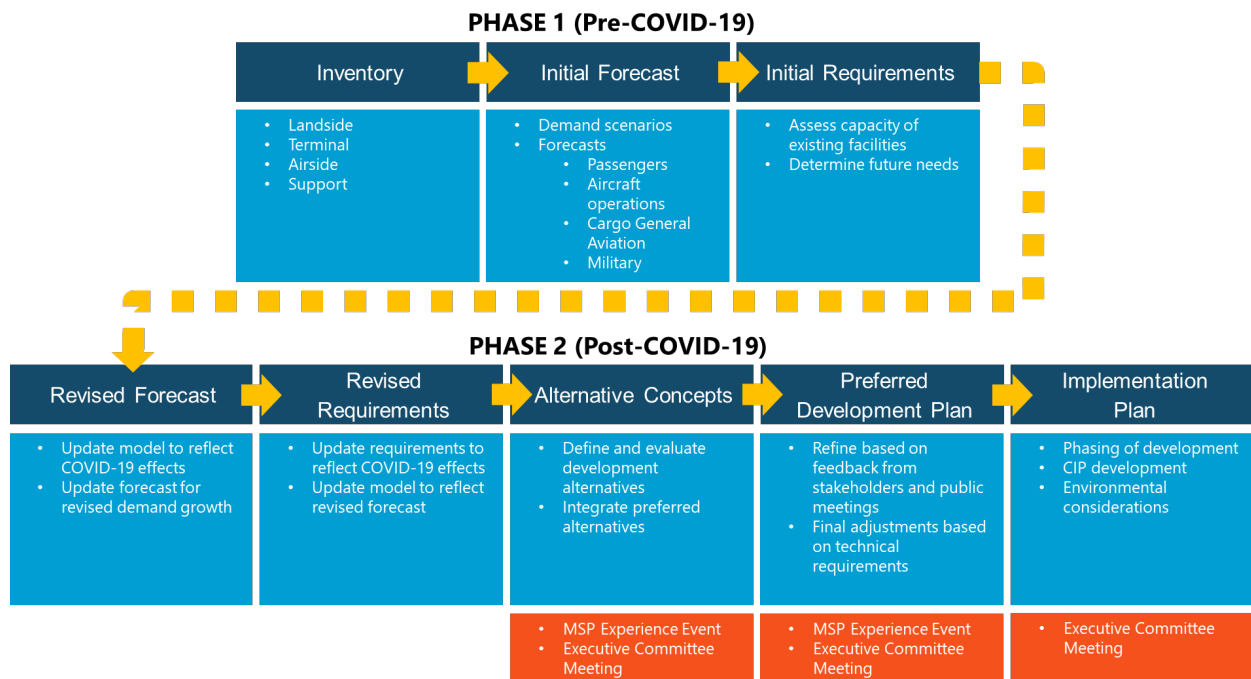 PHASE 1 (Pre-COVID-19)
Inventory
• Landside
• Terminal
• Airside
• Support
Initial Forecast
• Demand scenarios
• Forecasts
• Passengers
• Aircraft
operations
• Cargo General
Aviation
• Military
Initial Requirements
• Assess capacity of
existing facilities
• Determine future needs
PHASE 2 (Post-COVID-19)
Revised Forecast
• Update model to reflect
COVID-19 effects
• Update forecast for
revised demand growth
Revised
Requirements
• Update requirements to
reflect COVID-19 effects
• Update model to reflect
revised forecast
Alternative Concepts
• Define and evaluate
development
alternatives
• Integrate preferred
alternatives
• MSP Experience Event
• Executive Committee
Meeting
Preferred
Development Plan
• Refine based on
feedback from
stakeholders and public
meetings
• Final adjustments based
on technical
requirements
• MSP Experience Event
• Executive Committee
Meeting
Implementation
Plan
• Phasing of development
• CIP development
• Environmental
considerations
• Executive Committee
Meeting